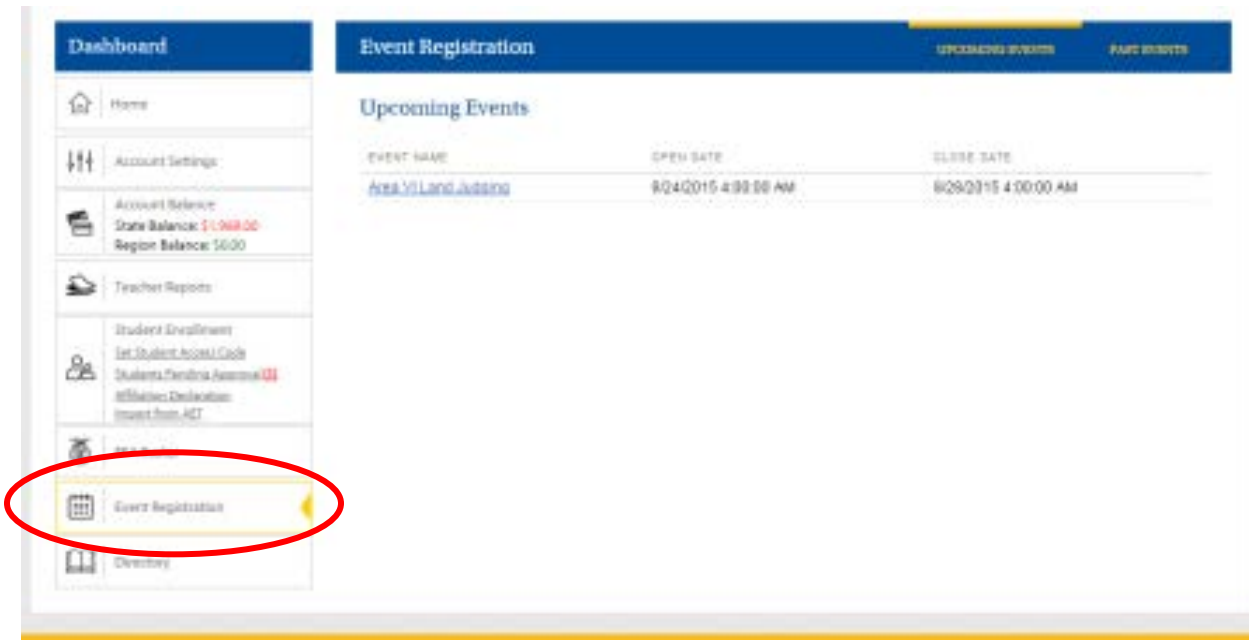 Dashboard
Home
Account Settings
Account Balance
State Balance: $1,969.00
Region Balance: $0.00
Teacher Reports
Student Enrollment
Set Student Access Code
Students Pending Approval
Affiliation Declaration
Import from AET
Event Registration
Directory
Event Registration
UPCOMING EVENTS PAST EVENTS
Upcoming Events
EVENT NAME OPEN DATE CLOSE DATE
Area VI Land Judging 9/24/2015 4:00:00 AM 9/29/2015 4:00:00 AM